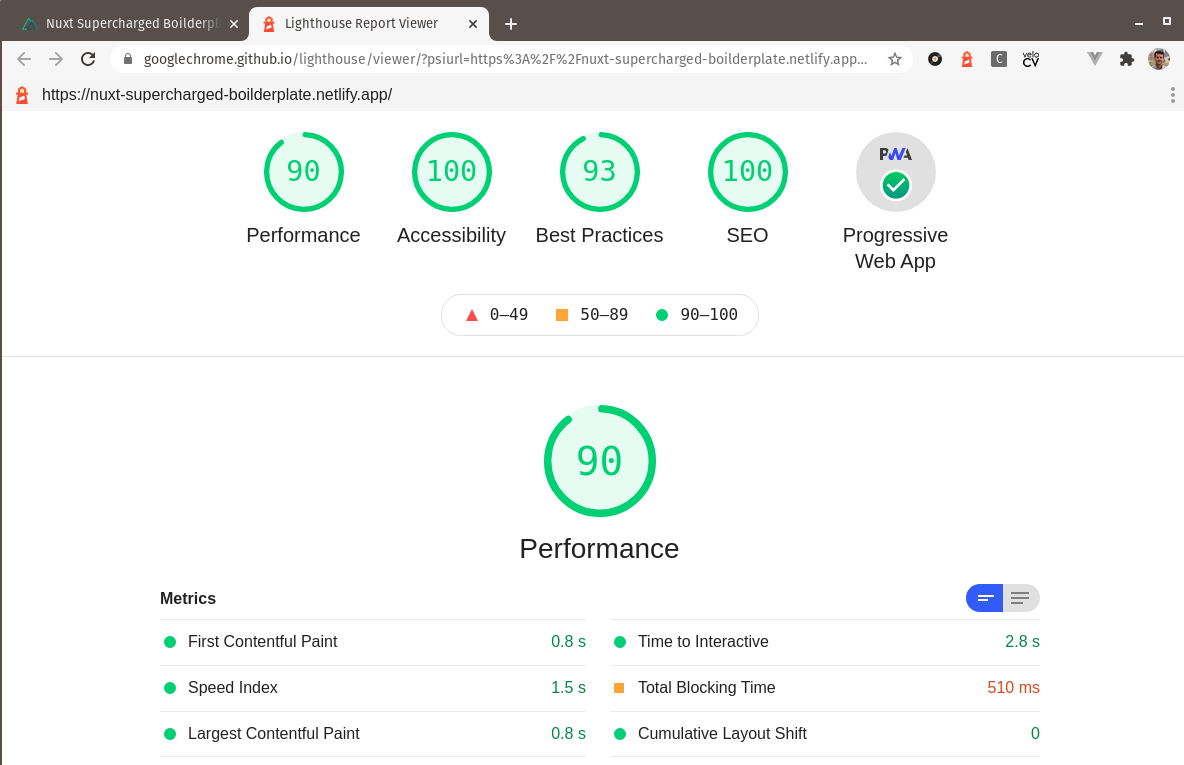 Nuxt Supercharged Boilderpl
Lighthouse Report Viewer
googlechrome.github.io/lighthouse/viewer/?psiurl=https%3A%2F%2Fnuxt-supercharged-boilderplate.netlify.app...
C
velo
CV
https://nuxt-supercharged-boilderplate.netlify.app/
90 100 93 100 PWA
Performance Accessibility Best Practices SEO Progressive
Web App
0–49 50–89 90–100
90
Performance
Metrics
First Contentful Paint 0.8 s Time to Interactive 2.8 s
Speed Index 1.5 s Total Blocking Time 510 ms
Largest Contentful Paint 0.8 s Cumulative Layout Shift 0